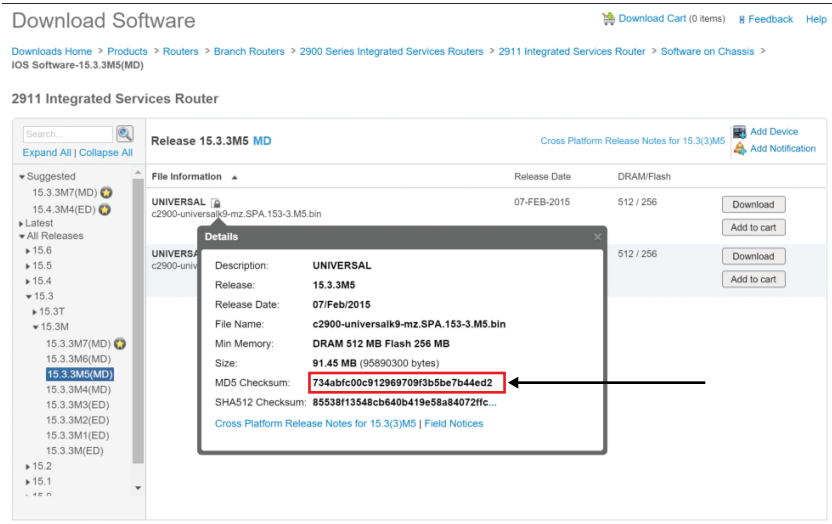 Download Software
Download Cart (0 items) Feedback Help
Downloads Home > Products > Routers > Branch Routers > 2900 Series Integrated Services Routers > 2911 Integrated Services Router > Software on Chassis >
IOS Software-15.3.3M5(MD)
2911 Integrated Services Router
Search...
Expand All | Collapse All
Suggested
15.3.3M7(MD)
15.4.3M4(ED)
Latest
All Releases
15.6
15.5
15.4
15.3
15.3T
15.3M
15.3.3M7(MD)
15.3.3M6(MD)
15.3.3M5(MD)
15.3.3M4(MD)
15.3.3M3(ED)
15.3.3M2(ED)
15.3.3M1(ED)
15.3.3M(ED)
15.2
15.1
Release 15.3.3M5 MD
Cross Platform Release Notes for 15.3(3)M5
Add Device
Add Notification
File Information Release Date DRAM/Flash
UNIVERSAL 07-FEB-2015 512 / 256 Download
c2900-universalk9-mz.SPA.153-3.M5.bin
Add to cart
UNIVERSA 512 / 256 Download
c2900-univ
Add to cart
Details
Description: UNIVERSAL
Release: 15.3.3M5
Release Date: 07/Feb/2015
File Name: c2900-universalk9-mz.SPA.153-3.M5.bin
Min Memory: DRAM 512 MB Flash 256 MB
Size: 91.45 MB (95890300 bytes)
MD5 Checksum: 734abfc00c912969709f3b5be7b44ed2
SHA512 Checksum: 85538f13548cb640b419e58a84072ffc...
Cross Platform Release Notes for 15.3(3)M5 | Field Notices